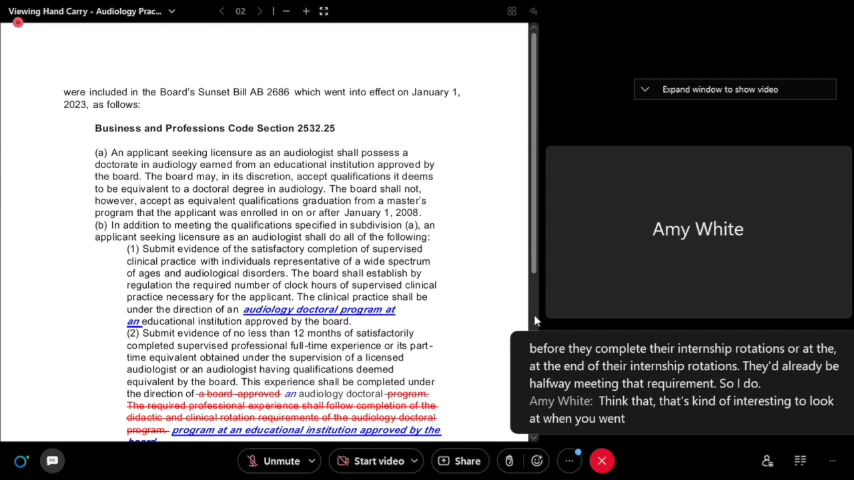 Viewing Hand Carry - Audiology Prac...
02
were included in the Board's Sunset Bill AB 2686 which went into effect on January 1,
2023, as follows:
Business and Professions Code Section 2532.25
(a) An applicant seeking licensure as an audiologist shall possess a
doctorate in audiology earned from an educational institution approved by
the board. The board may, in its discretion, accept qualifications it deems
to be equivalent to a doctoral degree in audiology. The board shall not,
however, accept as equivalent qualifications graduation from a master's
program that the applicant was enrolled in on or after January 1, 2008.
(b) In addition to meeting the qualifications specified in subdivision (a), an
applicant seeking licensure as an audiologist shall do all of the following:
(1) Submit evidence of the satisfactory completion of supervised
clinical practice with individuals representative of a wide spectrum
of ages and audiological disorders. The board shall establish by
regulation the required number of clock hours of supervised clinical
practice necessary for the applicant. The clinical practice shall be
under the direction of an audiology doctoral program at
an educational institution approved by the board.
(2) Submit evidence of no less than 12 months of satisfactorily
completed supervised professional full-time experience or its part-
time equivalent obtained under the supervision of a licensed
audiologist or an audiologist having qualifications deemed
equivalent by the board. This experience shall be completed under
the direction of a board-approved an audiology doctoral program.
The required professional experience shall follow completion of the
didactic and clinical rotation requirements of the audiology doctoral
program. program at an educational institution approved by the
board.
Expand window to show video
Amy White
before they complete their internship rotations or at the,
at the end of their internship rotations. They'd already be
halfway meeting that requirement. So I do.
Amy White: Think that, that's kind of interesting to look
at when you went
Unmute
Start video
Share